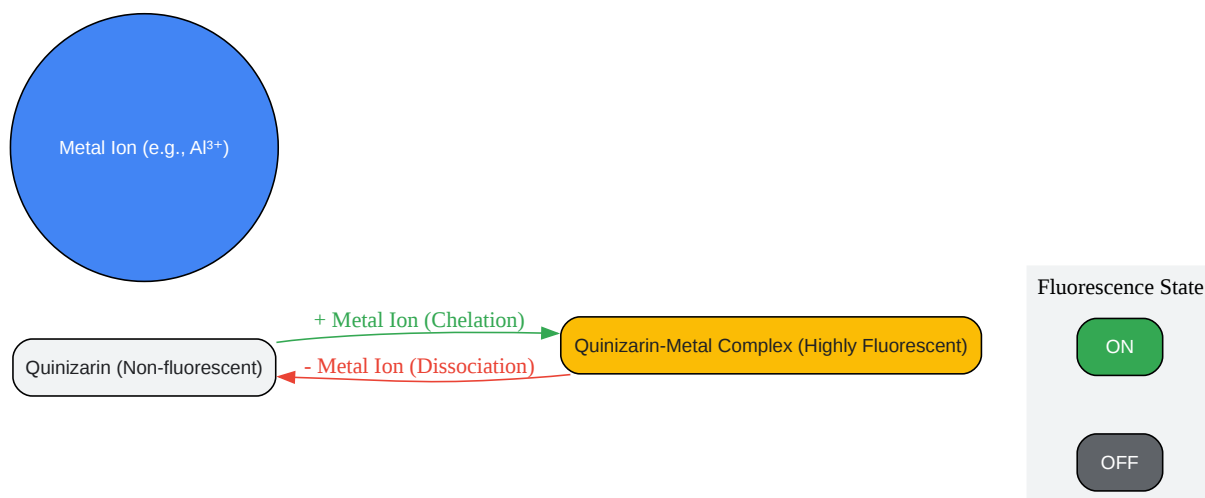 Metal Ion (e.g., Al³⁺)
Fluorescence State
+ Metal Ion (Chelation)
Quinizarin-Metal Complex (Highly Fluorescent)
ON
Quinizarin (Non-fluorescent)
- Metal Ion (Dissociation)
OFF